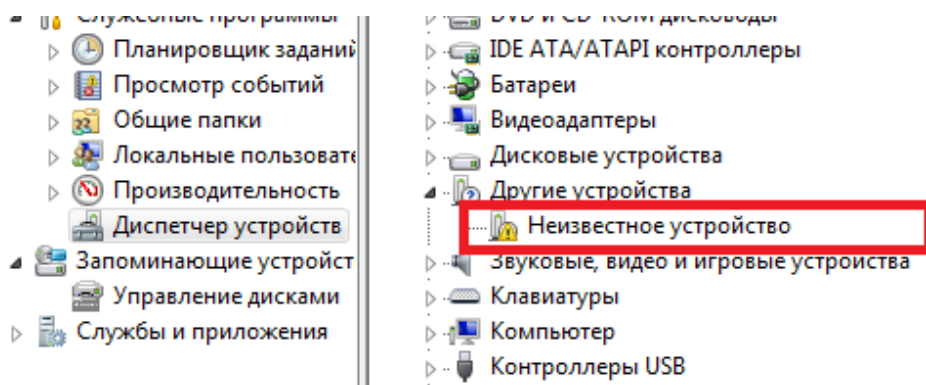 Служебные программы
Планировщик заданий
Просмотр событий
Общие папки
Локальные пользовате
Производительность
Диспетчер устройств
Запоминающие устройст
Управление дисками
Службы и приложения
DVD и CD-ROM дисководы
IDE ATA/ATAPI контроллеры
Батареи
Видеоадаптеры
Дисковые устройства
Другие устройства
Неизвестное устройство
Звуковые, видео и игровые устройства
Клавиатуры
Компьютер
Контроллеры USB